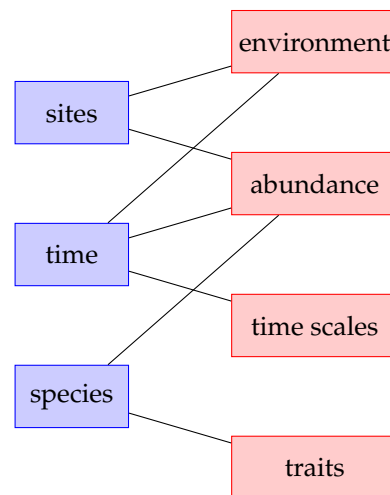 environment
sites
abundance
time
time scales
species
traits